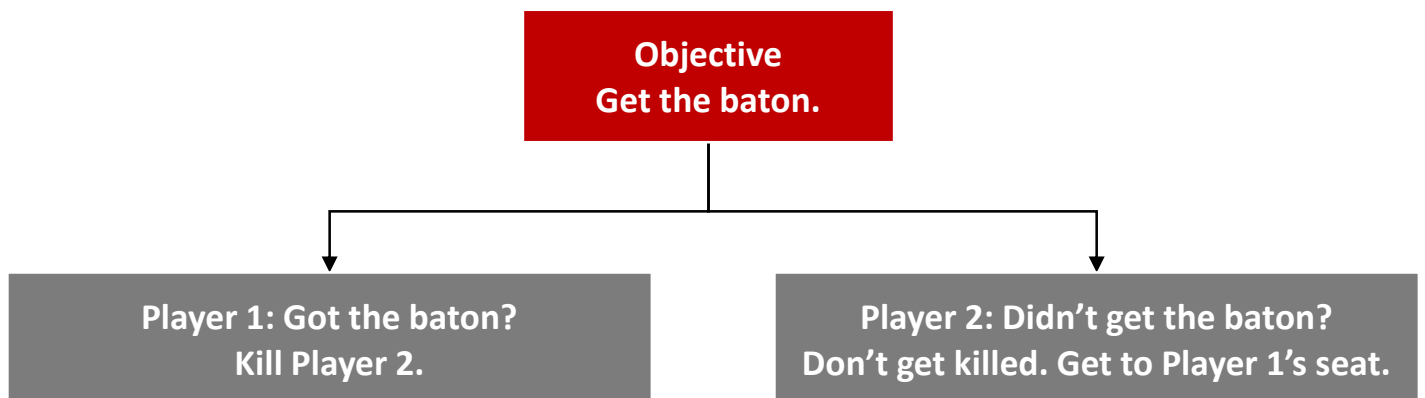 Objective
Get the baton.
Player 1: Got the baton?
Kill Player 2.
Player 2: Didn’t get the baton?
Don’t get killed. Get to Player 1’s seat.